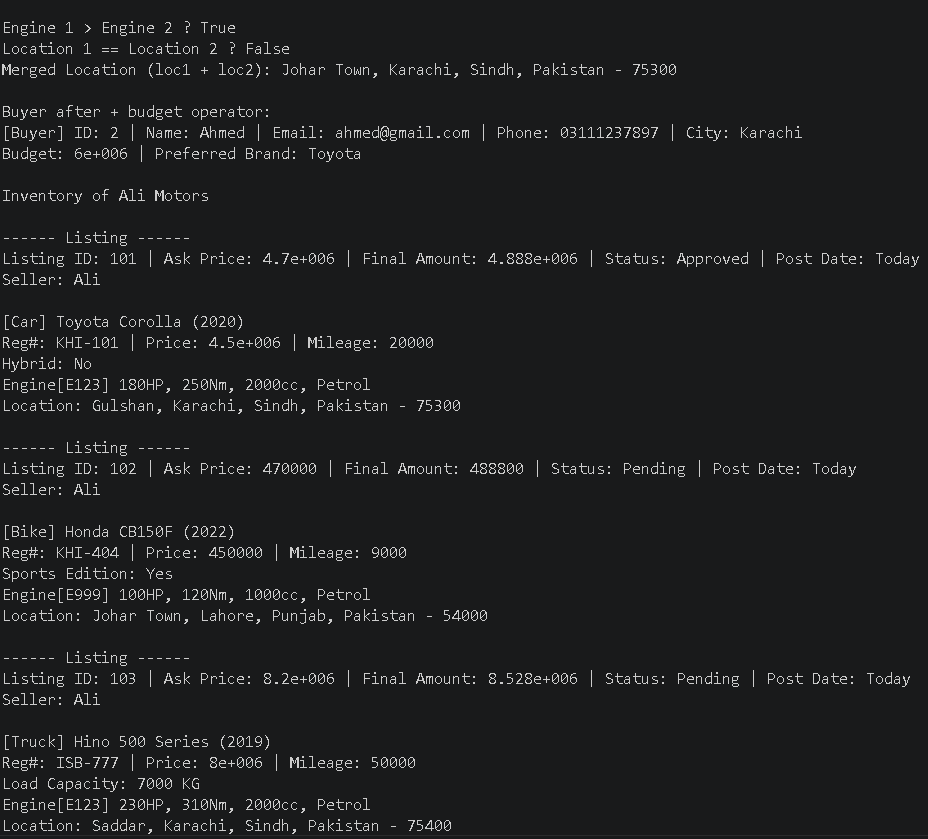 Engine 1 > Engine 2 ? True
Location 1 == Location 2 ? False
Merged Location (loc1 + loc2): Johar Town, Karachi, Sindh, Pakistan - 75300
Buyer after + budget operator:
[Buyer] ID: 2 | Name: Ahmed | Email: ahmed@gmail.com | Phone: 03111237897 | City: Karachi
Budget: 6e+006 | Preferred Brand: Toyota
Inventory of Ali Motors
------ Listing ------
Listing ID: 101 | Ask Price: 4.7e+006 | Final Amount: 4.888e+006 | Status: Approved | Post Date: Today
Seller: Ali
[Car] Toyota Corolla (2020)
Reg#: KHI-101 | Price: 4.5e+006 | Mileage: 20000
Hybrid: No
Engine[E123] 180HP, 250Nm, 2000cc, Petrol
Location: Gulshan, Karachi, Sindh, Pakistan - 75300
------ Listing ------
Listing ID: 102 | Ask Price: 470000 | Final Amount: 488800 | Status: Pending | Post Date: Today
Seller: Ali
[Bike] Honda CB150F (2022)
Reg#: KHI-404 | Price: 450000 | Mileage: 9000
Sports Edition: Yes
Engine[E999] 100HP, 120Nm, 1000cc, Petrol
Location: Johar Town, Lahore, Punjab, Pakistan - 54000
------ Listing ------
Listing ID: 103 | Ask Price: 8.2e+006 | Final Amount: 8.528e+006 | Status: Pending | Post Date: Today
Seller: Ali
[Truck] Hino 500 Series (2019)
Reg#: ISB-777 | Price: 8e+006 | Mileage: 50000
Load Capacity: 7000 KG
Engine[E123] 230HP, 310Nm, 2000cc, Petrol
Location: Saddar, Karachi, Sindh, Pakistan - 75400